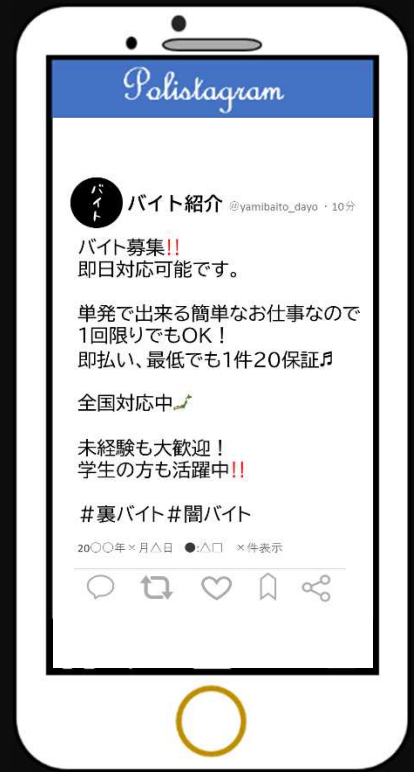 Polistagram
バイト
バイト紹介 @yamibaito_dayo・10分
バイト募集!!
即日対応可能です。
単発で出来る簡単なお仕事なので
1回限りでもOK！
即払い、最低でも1件20保証♬
全国対応中🗾
未経験も大歓迎！
学生の方も活躍中!!
＃裏バイト＃闇バイト
20〇〇年×月△日 ●:△□ ×件表示